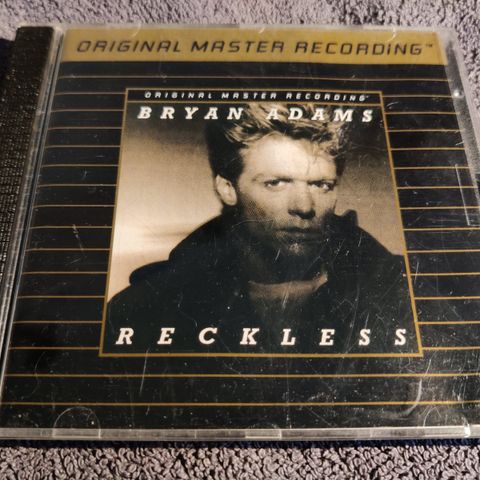 ORIGINAL MASTER RECORDING™
ORIGINAL MASTER RECORDING™
BRYAN ADAMS
RECKLESS